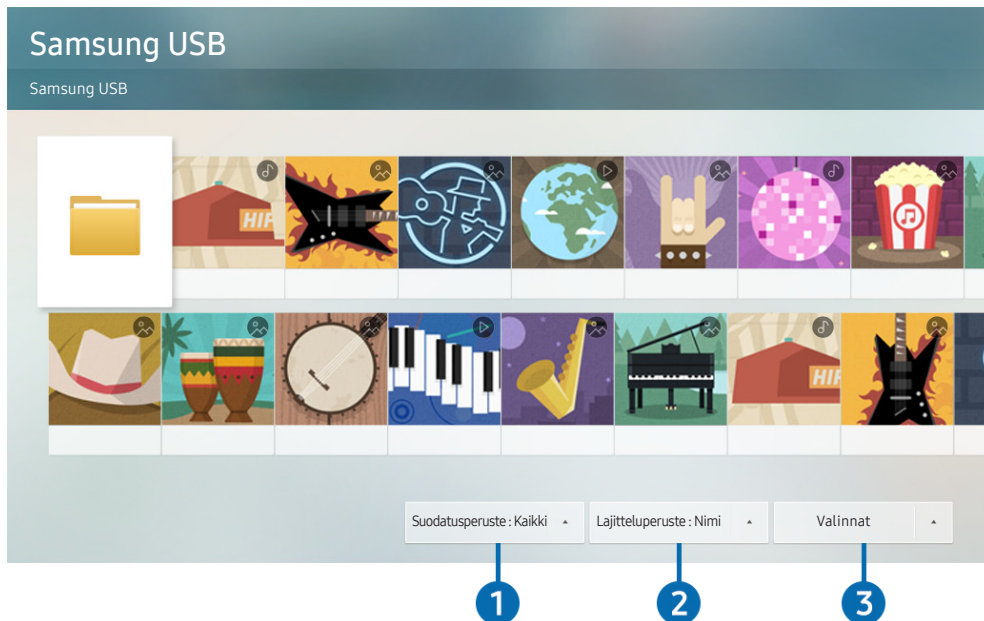 Samsung USB
Samsung USB
HIP
HIP
Suodatusperuste : Kaikki
Lajitteluperuste : Nimi
Valinnat
1
2
3